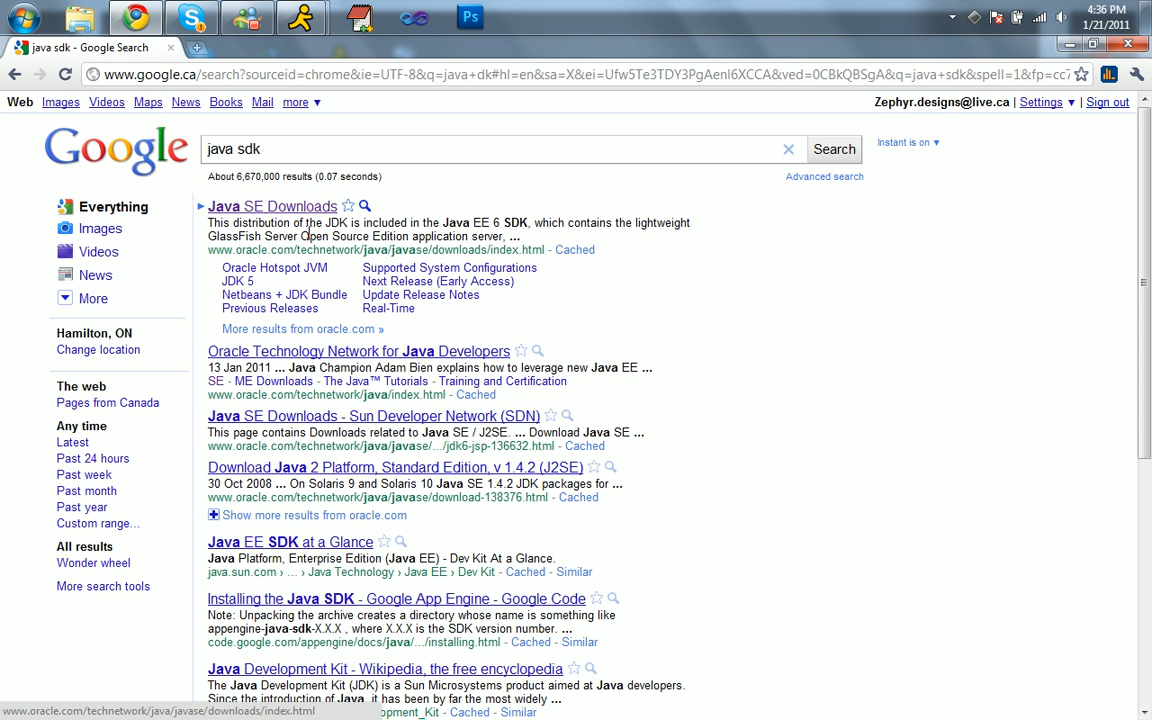 Ps
4:36 PM
1/21/2011
java sdk - Google Search
www.google.ca/search?sourceid=chrome&ie=UTF-8&q=java+dk#hl=en&sa=X&ei=Ufw5Te3TDY3PgAenl6XCCA&ved=0CBkQBSgA&q=java+sdk&spell=1&fp=cc7
Web Images Videos Maps News Books Mail more ▼
Zephyr.designs@live.ca | Settings ▼ | Sign out
Google
java sdk
Search
Instant is on ▼
About 6,670,000 results (0.07 seconds)
Advanced search
Everything
Images
Videos
News
More
Hamilton, ON
Change location
The web
Pages from Canada
Any time
Latest
Past 24 hours
Past week
Past month
Past year
Custom range...
All results
Wonder wheel
More search tools
Java SE Downloads
This distribution of the JDK is included in the Java EE 6 SDK, which contains the lightweight
GlassFish Server Open Source Edition application server, ...
www.oracle.com/technetwork/java/javase/downloads/index.html - Cached
Oracle Hotspot JVM Supported System Configurations
JDK 5 Next Release (Early Access)
Netbeans + JDK Bundle Update Release Notes
Previous Releases Real-Time
More results from oracle.com »
Oracle Technology Network for Java Developers
13 Jan 2011 ... Java Champion Adam Bien explains how to leverage new Java EE ...
SE - ME Downloads - The Java™ Tutorials - Training and Certification
www.oracle.com/technetwork/java/index.html - Cached
Java SE Downloads - Sun Developer Network (SDN)
This page contains Downloads related to Java SE / J2SE. ... Download Java SE ...
www.oracle.com/technetwork/java/javase/.../jdk6-jsp-136632.html - Cached
Download Java 2 Platform, Standard Edition, v 1.4.2 (J2SE)
30 Oct 2008 ... On Solaris 9 and Solaris 10 Java SE 1.4.2 JDK packages for ...
www.oracle.com/technetwork/java/javase/download-138376.html - Cached
Show more results from oracle.com
Java EE SDK at a Glance
Java Platform, Enterprise Edition (Java EE) - Dev Kit At a Glance.
java.sun.com › ... › Java Technology › Java EE › Dev Kit - Cached - Similar
Installing the Java SDK - Google App Engine - Google Code
Note: Unpacking the archive creates a directory whose name is something like
appengine-java-sdk-X.X.X , where X.X.X is the SDK version number. ...
code.google.com/appengine/docs/java/.../installing.html - Cached - Similar
Java Development Kit - Wikipedia, the free encyclopedia
The Java Development Kit (JDK) is a Sun Microsystems product aimed at Java developers.
Since the introduction of Java, it has been by far the most widely ...
opment_Kit - Cached - Similar
www.oracle.com/technetwork/java/javase/downloads/index.html